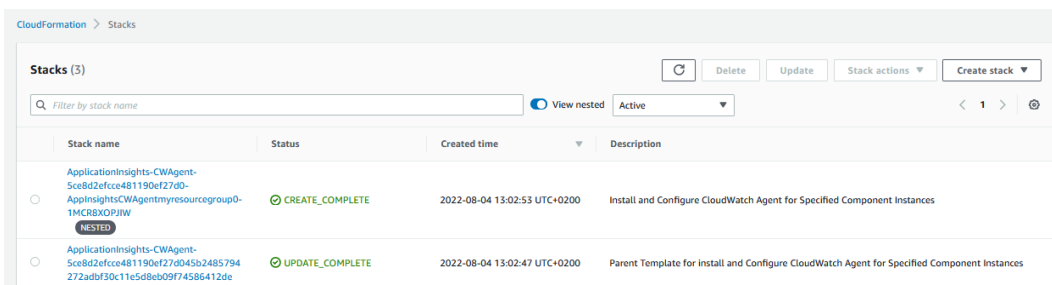 CloudFormation > Stacks
Stacks (3)
Delete
Update
Stack actions
Create stack
Filter by stack name
View nested
Active
1
Stack name
Status
Created time
Description
ApplicationInsights-CWAgent-
5ce8d2efcce481190ef27d0-
AppInsightsCWAgentmyresourcegroup0-
1MCR8XOPJIW
NESTED
CREATE_COMPLETE
2022-08-04 13:02:53 UTC+0200
Install and Configure CloudWatch Agent for Specified Component Instances
ApplicationInsights-CWAgent-
5ce8d2efcce481190ef27d045b2485794
272adbf30c11e5d8eb09f74586412de
UPDATE_COMPLETE
2022-08-04 13:02:47 UTC+0200
Parent Template for install and Configure CloudWatch Agent for Specified Component Instances